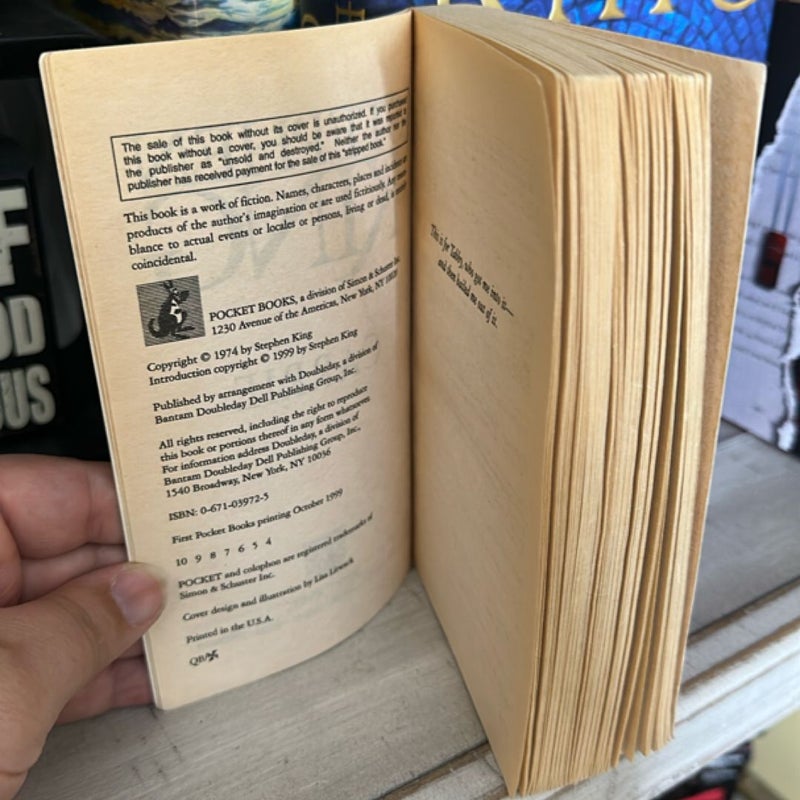 The sale of this book without its cover is unauthorized. If you purchased
this book without a cover, you should be aware that it was reported to
the publisher as "unsold and destroyed." Neither the author nor the
publisher has received payment for the sale of this "stripped book."
This book is a work of fiction. Names, characters, places and incidents are
products of the author's imagination or are used fictitiously. Any resem-
blance to actual events or locales or persons, living or dead, is entirely
coincidental.
POCKET BOOKS, a division of Simon & Schuster Inc.
1230 Avenue of the Americas, New York, NY 10020
Copyright © 1974 by Stephen King
Introduction copyright © 1999 by Stephen King
Published by arrangement with Doubleday, a division of
Bantam Doubleday Dell Publishing Group, Inc.
All rights reserved, including the right to reproduce
this book or portions thereof in any form whatsoever.
For information address Doubleday, a division of
Bantam Doubleday Dell Publishing Group, Inc.,
1540 Broadway, New York, NY 10036
ISBN: 0-671-03972-5
First Pocket Books printing October 1999
10 9 8 7 6 5 4
POCKET and colophon are registered trademarks of
Simon & Schuster Inc.
Cover design and illustration by Lisa Litwack
Printed in the U.S.A.
QB/X
This is for Tabby, who got me into it—
and then bailed me out of it.
F
OD
OUS